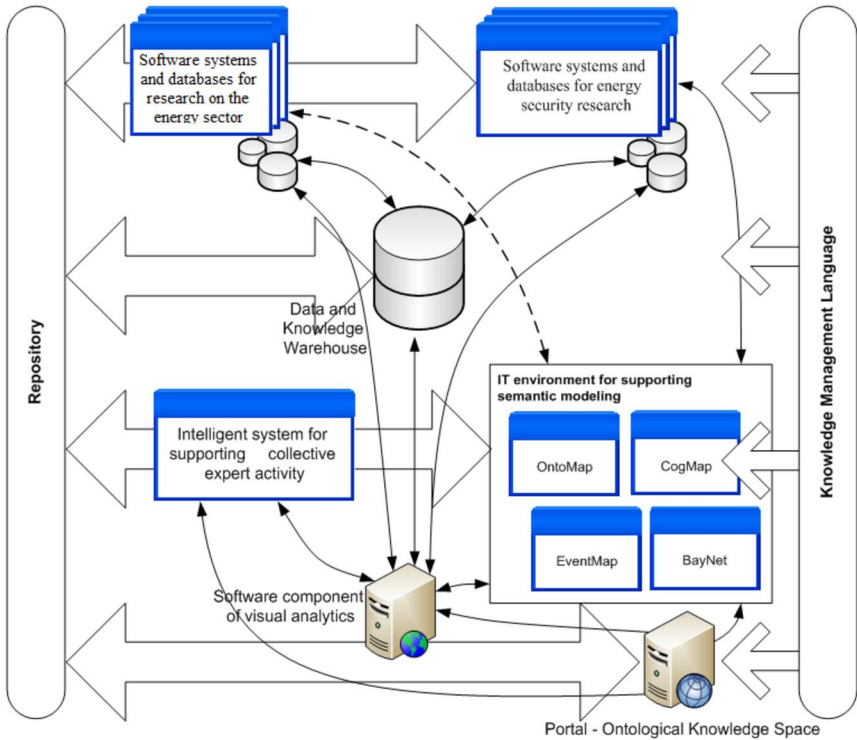 Software systems
and databases for
research on the
energy sector
Software systems and
databases for energy
security research
Repository
Knowledge Management Language
Data and
Knowledge
Warehouse
IT environment for supporting
semantic modeling
OntoMap
CogMap
EventMap
BayNet
Intelligent system for
supporting collective
expert activity
Software component
of visual analytics
Portal - Ontological Knowledge Space